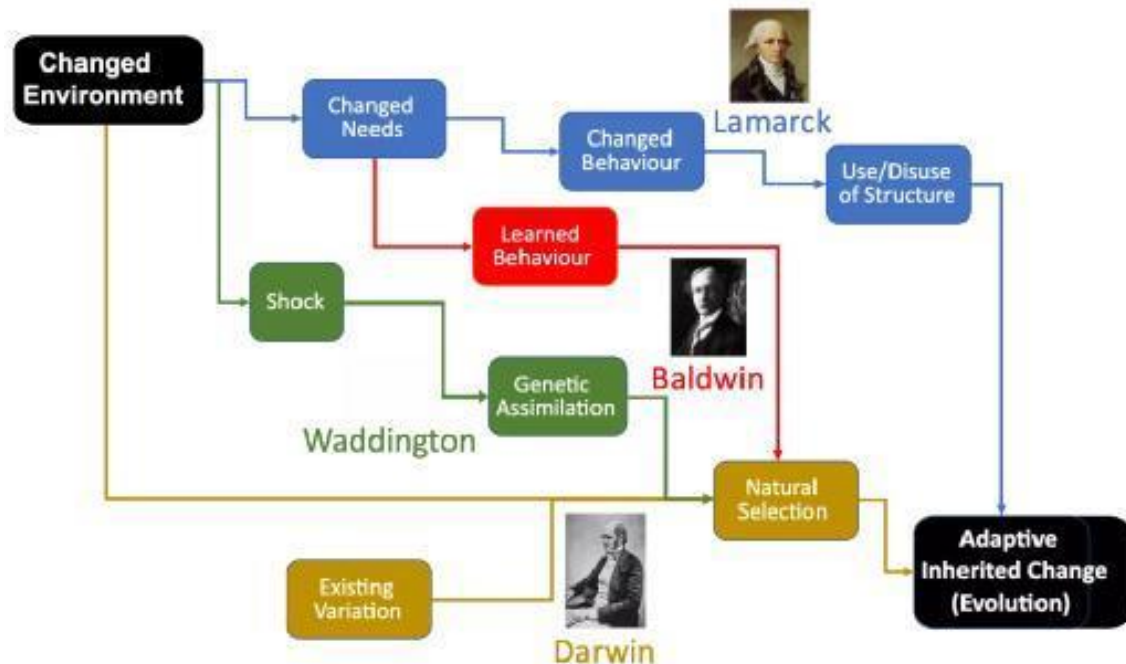 Changed
Environment
Changed
Needs
Changed
Behaviour
Lamarck
Use/Disuse
of Structure
Learned
Behaviour
Shock
Baldwin
Genetic
Assimilation
Waddington
Natural
Selection
Existing
Variation
Darwin
Adaptive
Inherited Change
(Evolution)